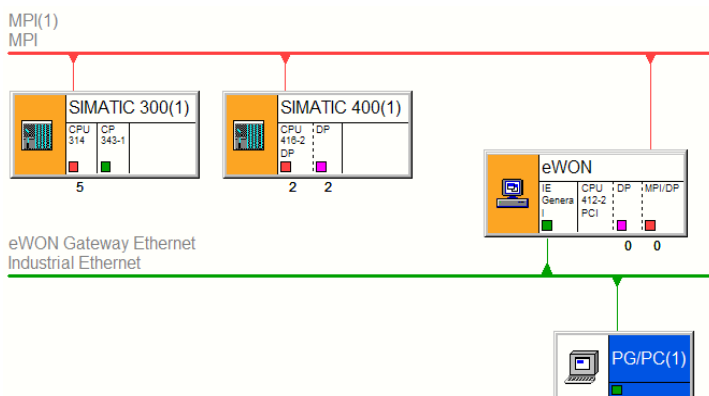 MPI(1)
MPI
SIMATIC 300(1)
CPU
314
CP
343-1
5
SIMATIC 400(1)
CPU
416-2
DP
DP
2 2
eWON
IE
Genera
l
CPU
412-2
PCI
DP
MPI/DP
0 0
eWON Gateway Ethernet
Industrial Ethernet
PG/PC(1)